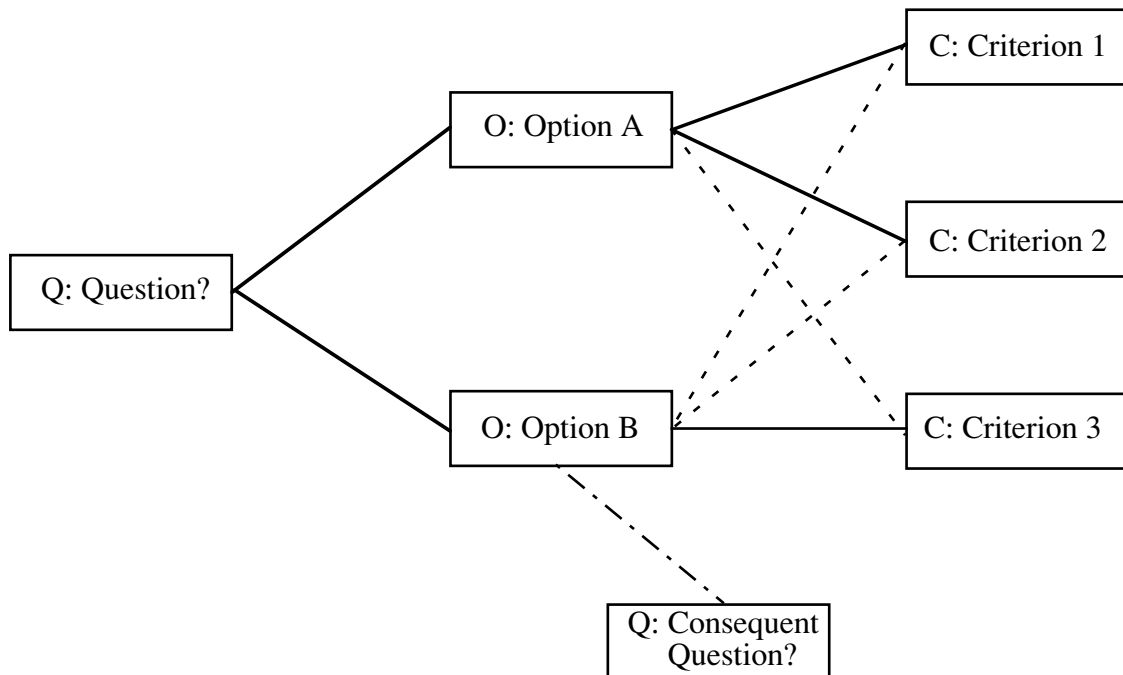 C: Criterion 1
O: Option A
C: Criterion 2
Q: Question?
O: Option B
C: Criterion 3
Q: Consequent
Question?